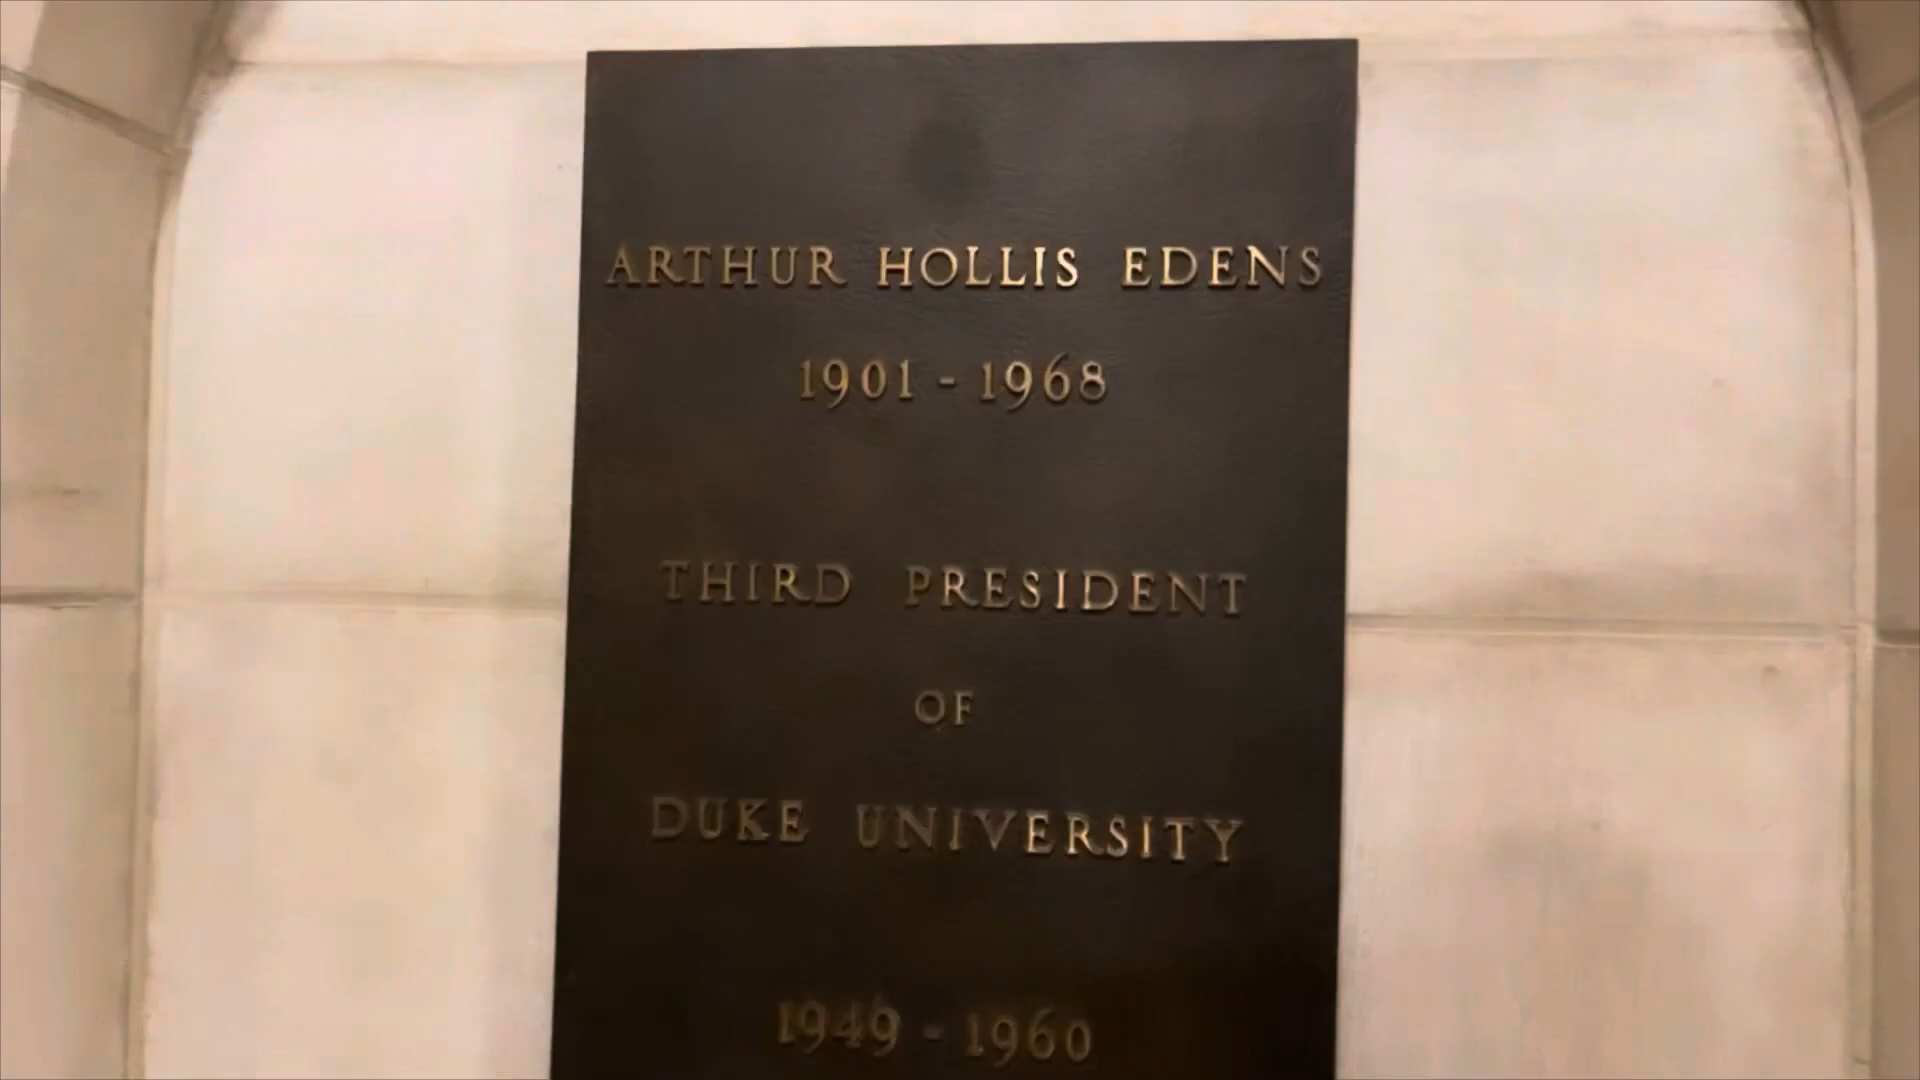 ARTHUR HOLLIS EDENS
1901 - 1968
THIRD PRESIDENT
OF
DUKE UNIVERSITY
1949 - 1960